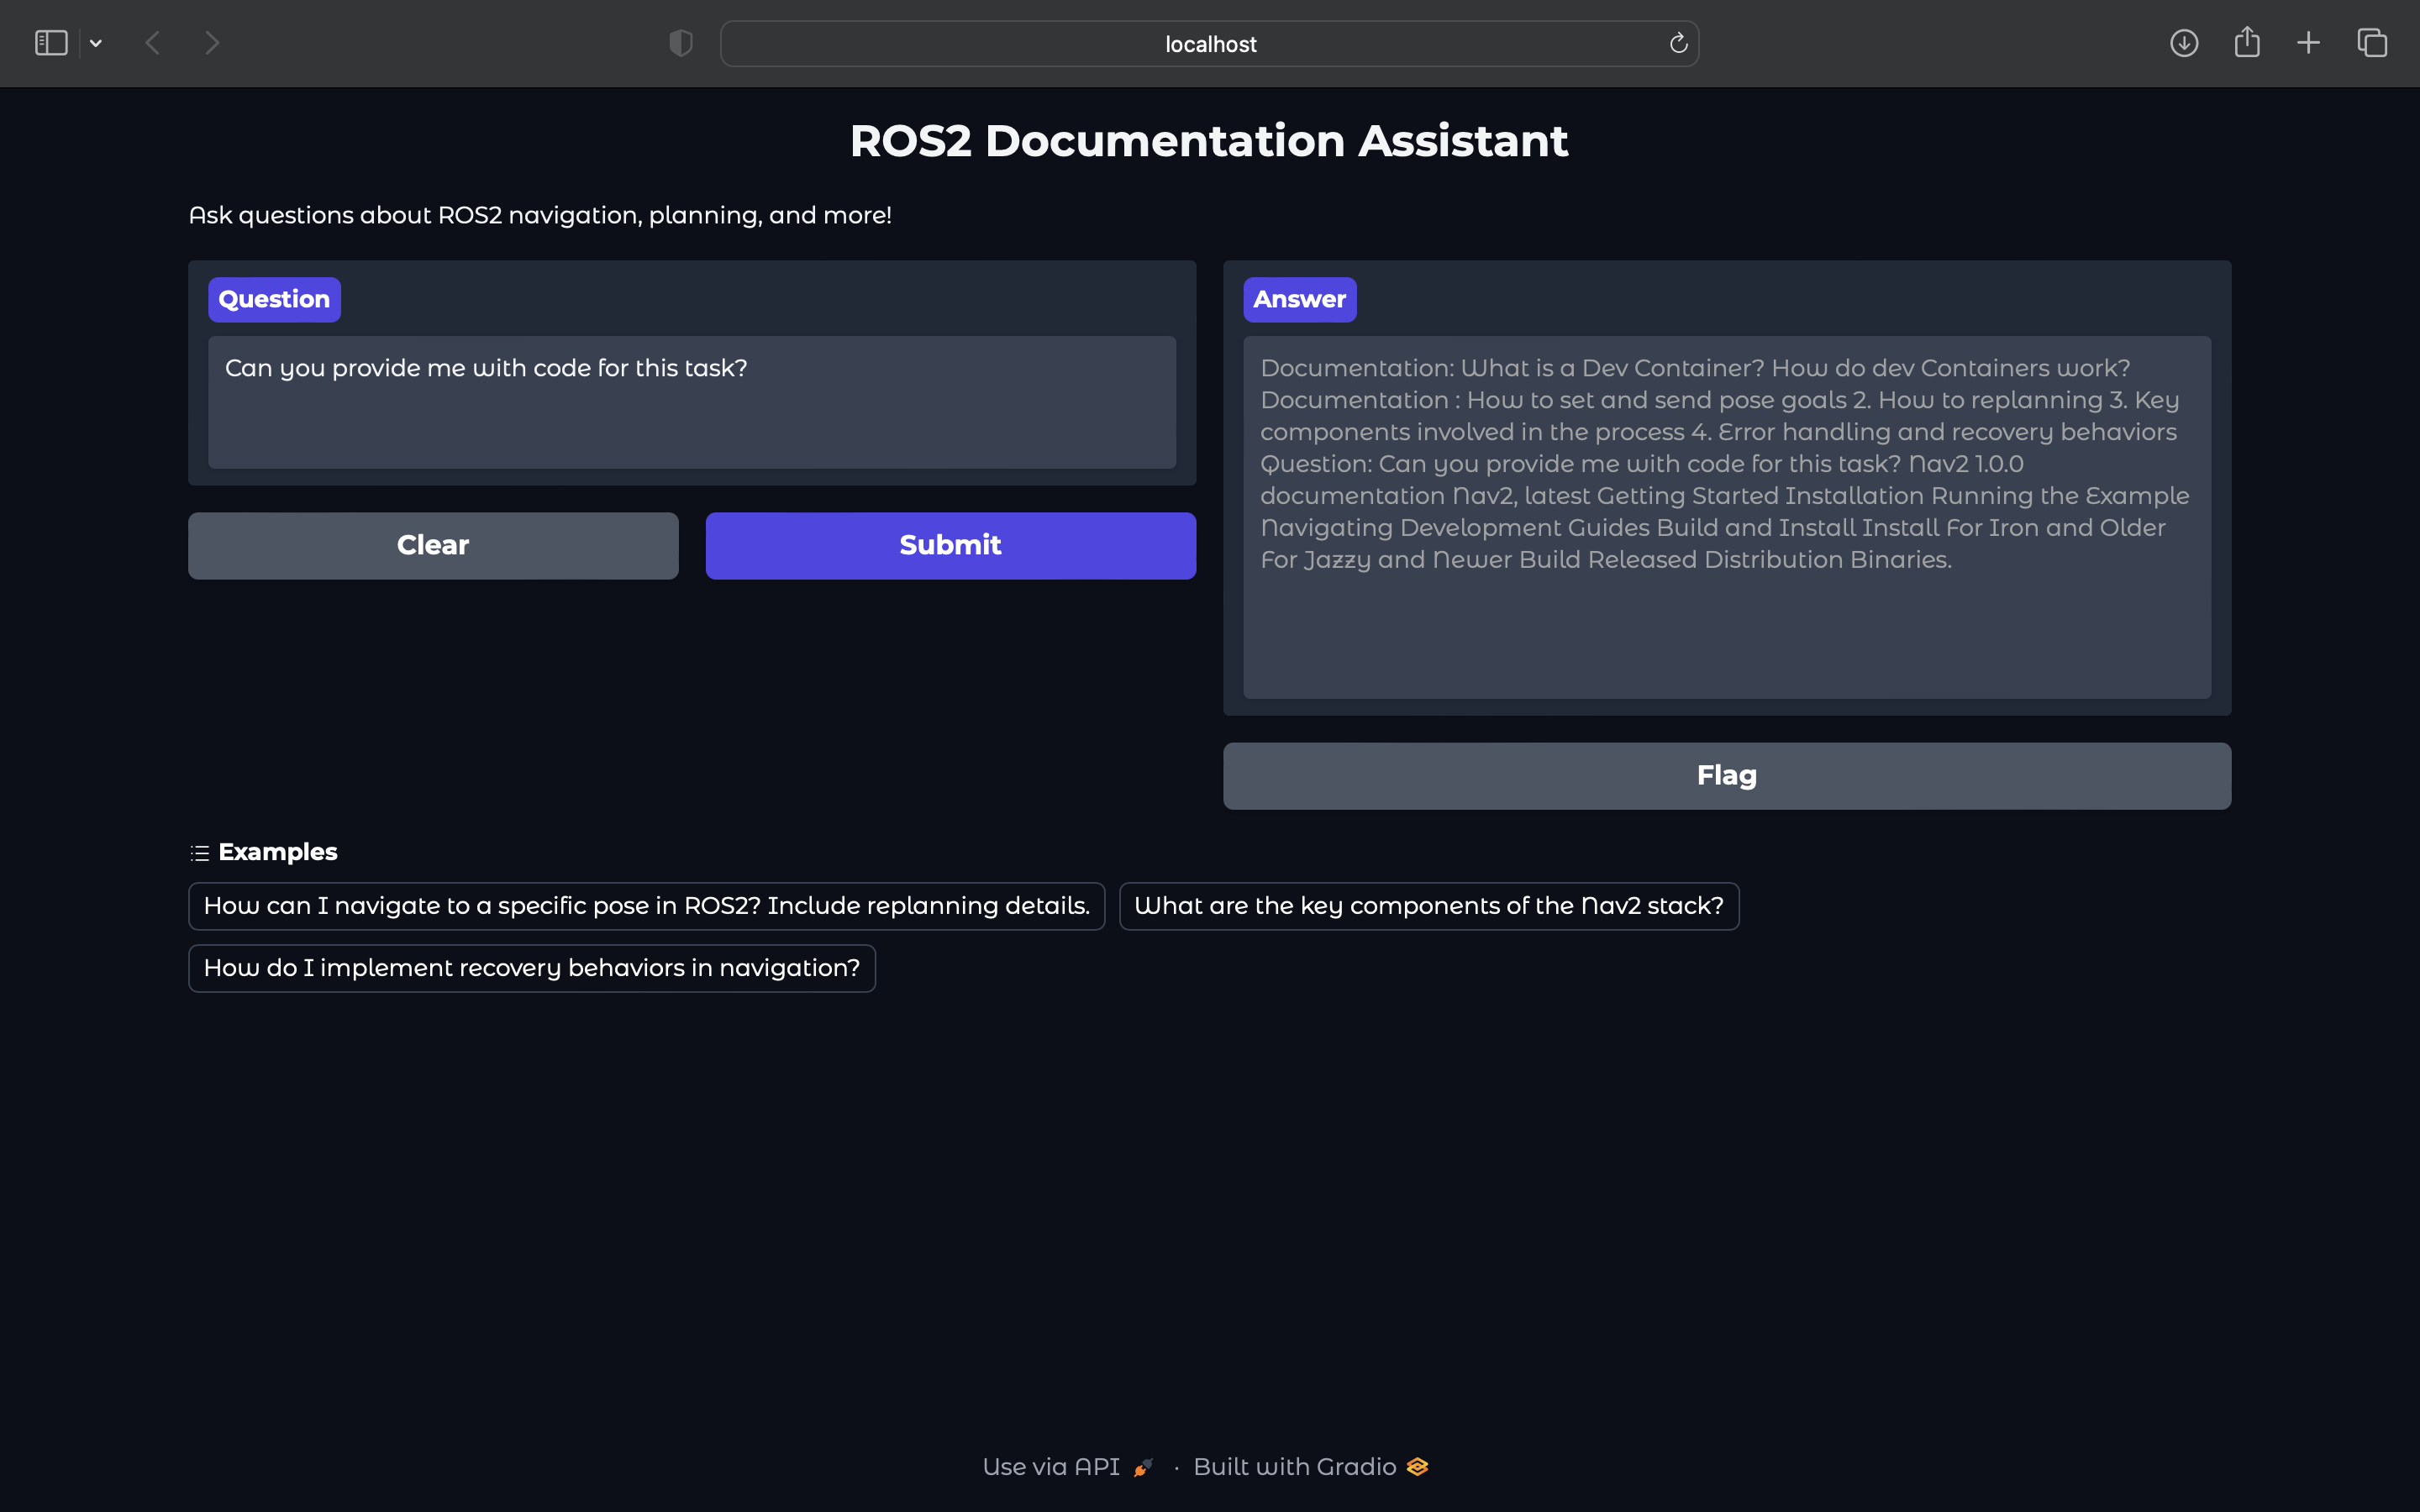 localhost
ROS2 Documentation Assistant
Ask questions about ROS2 navigation, planning, and more!
Question
Can you provide me with code for this task?
Clear
Submit
Answer
Documentation: What is a Dev Container? How do dev Containers work?
Documentation : How to set and send pose goals 2. How to replanning 3. Key
components involved in the process 4. Error handling and recovery behaviors
Question: Can you provide me with code for this task? Nav2 1.0.0
documentation Nav2, latest Getting Started Installation Running the Example
Navigating Development Guides Build and Install Install For Iron and Older
For Jazzy and Newer Build Released Distribution Binaries.
Flag
Examples
How can I navigate to a specific pose in ROS2? Include replanning details.
What are the key components of the Nav2 stack?
How do I implement recovery behaviors in navigation?
Use via API · Built with Gradio